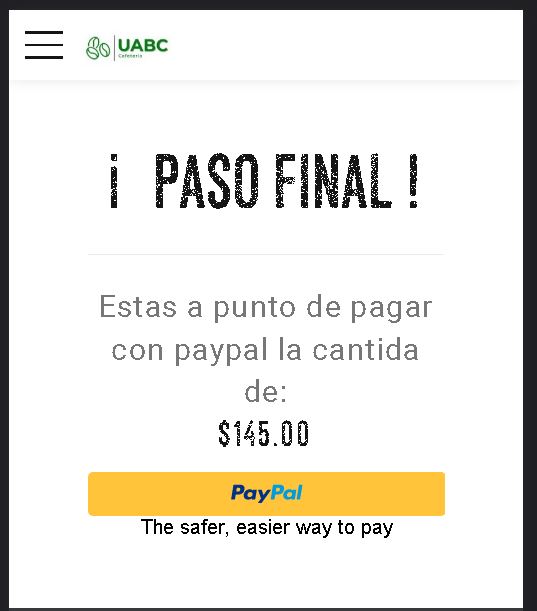 UABC
Cafeteria
¡ PASO FINAL !
Estas a punto de pagar
con paypal la cantida
de:
$145.00
PayPal
The safer, easier way to pay